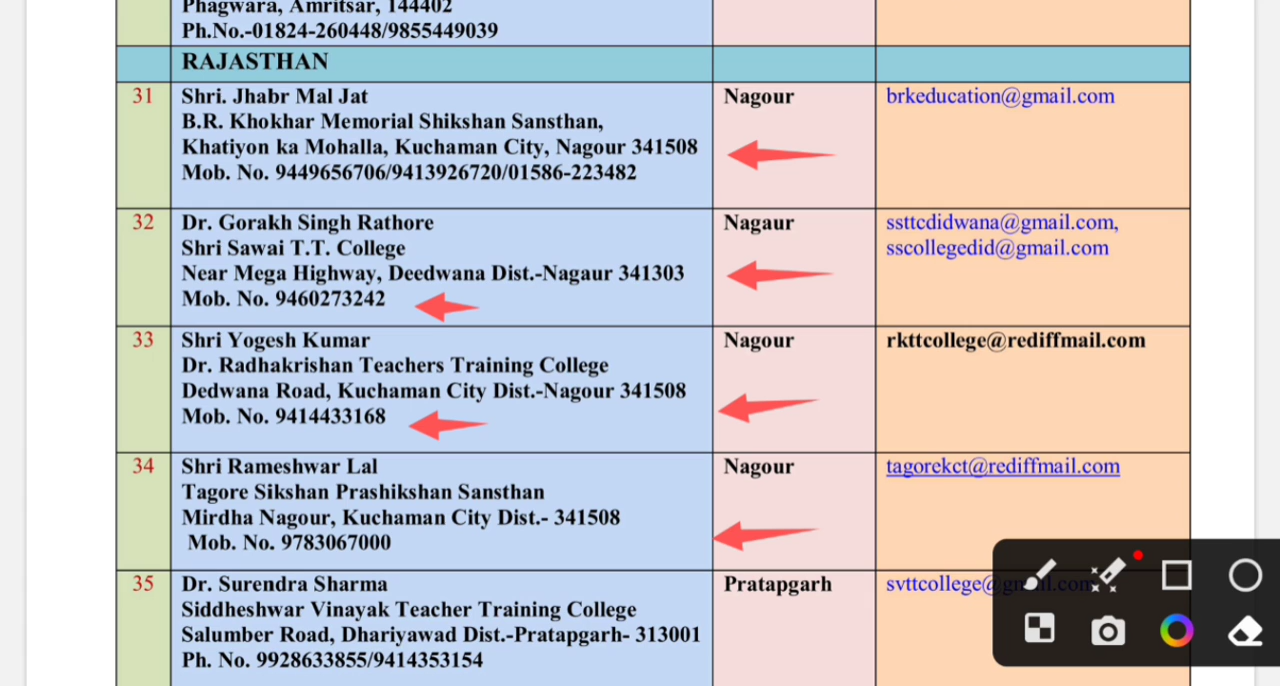 Phagwara, Amritsar, 144402
Ph.No.-01824-260448/9855449039
RAJASTHAN
31
Shri. Jhabr Mal Jat
B.R. Khokhar Memorial Shikshan Sansthan,
Khatiyon ka Mohalla, Kuchaman City, Nagour 341508
Mob. No. 9449656706/9413926720/01586-223482
Nagour
brkeducation@gmail.com
32
Dr. Gorakh Singh Rathore
Shri Sawai T.T. College
Near Mega Highway, Deedwana Dist.-Nagaur 341303
Mob. No. 9460273242
Nagaur
ssttcdidwana@gmail.com,
sscollegedid@gmail.com
33
Shri Yogesh Kumar
Dr. Radhakrishan Teachers Training College
Dedwana Road, Kuchaman City Dist.-Nagour 341508
Mob. No. 9414433168
Nagour
rkttcollege@rediffmail.com
34
Shri Rameshwar Lal
Tagore Sikshan Prashikshan Sansthan
Mirdha Nagour, Kuchaman City Dist.- 341508
Mob. No. 9783067000
Nagour
tagorekct@rediffmail.com
35
Dr. Surendra Sharma
Siddheshwar Vinayak Teacher Training College
Salumber Road, Dhariyawad Dist.-Pratapgarh- 313001
Ph. No. 9928633855/9414353154
Pratapgarh
svttcollege@gmail.com